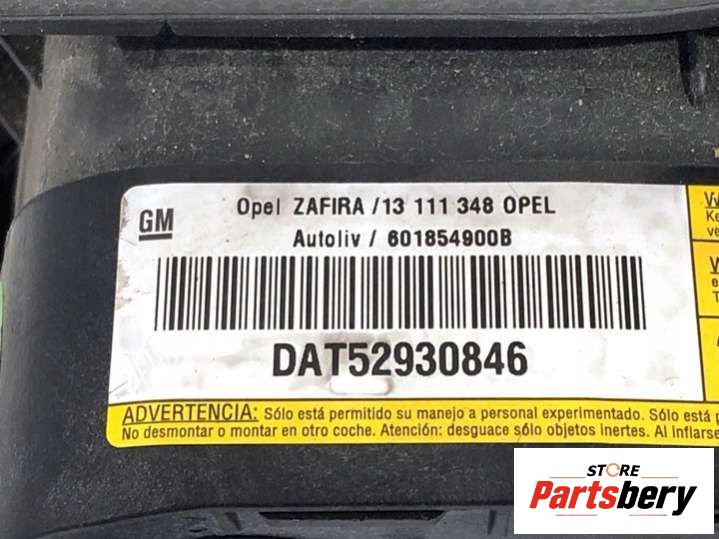 GM
Opel ZAFIRA /13 111 348 OPEL
Autoliv / 601854900B
DAT52930846
ADVERTENCIA: Sólo está permitido su manejo a personal experimentado. Sólo está
No desmontar o montar en otro coche. Atención: desguace sólo objetos inertes. Al inflarse
STORE
Partsbery